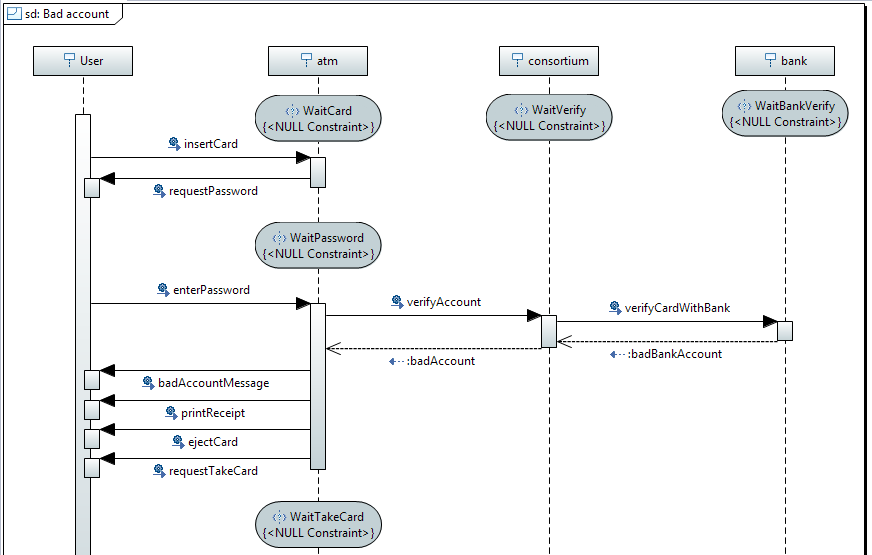 sd: Bad account
User
atm
consortium
bank
WaitCard
{<NULL Constraint>}
WaitVerify
{<NULL Constraint>}
WaitBankVerify
{<NULL Constraint>}
insertCard
requestPassword
WaitPassword
{<NULL Constraint>}
enterPassword
verifyAccount
verifyCardWithBank
:badAccount
:badBankAccount
badAccountMessage
printReceipt
ejectCard
requestTakeCard
WaitTakeCard
{<NULL Constraint>}